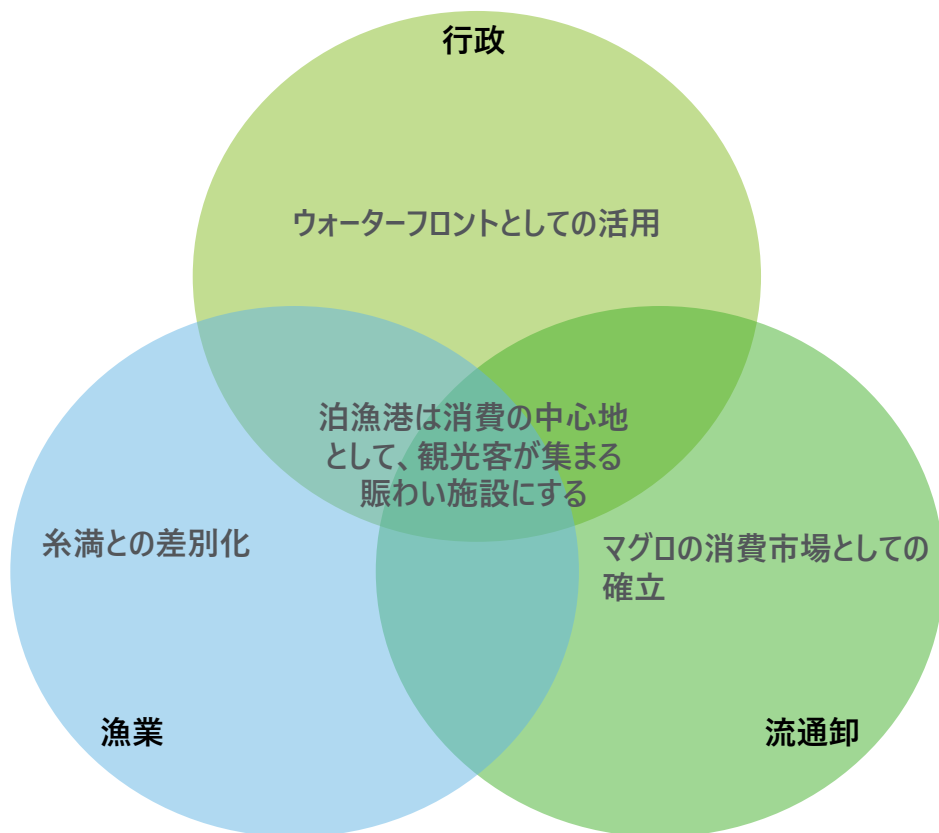 行政
ウォーターフロントとしての活用
泊漁港は消費の中心地
として、観光客が集まる
賑わい施設にする
糸満との差別化
マグロの消費市場としての
確立
漁業
流通卸